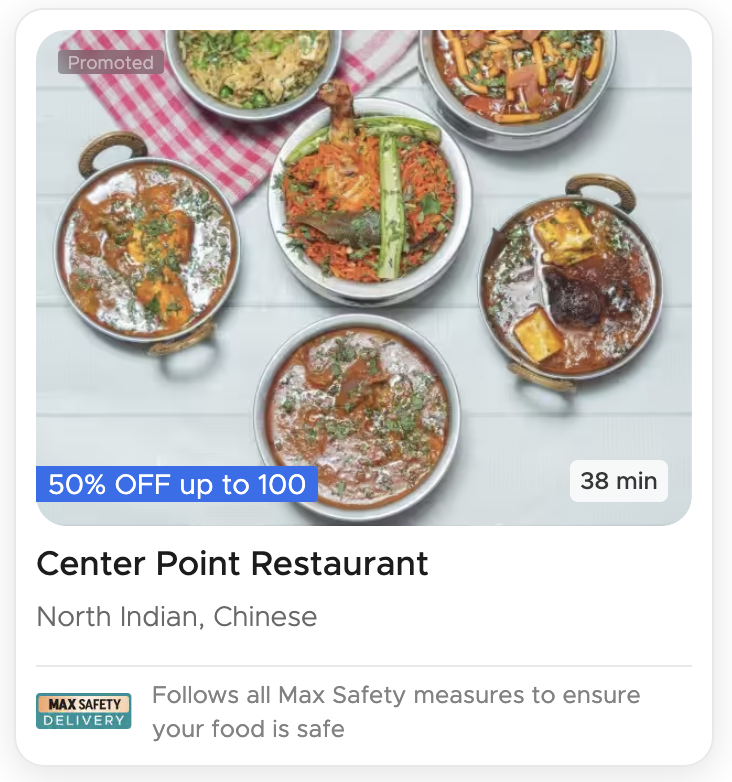 Promoted
50% OFF up to 100
38 min
Center Point Restaurant
North Indian, Chinese
MAX SAFETY
DELIVERY
Follows all Max Safety measures to ensure
your food is safe